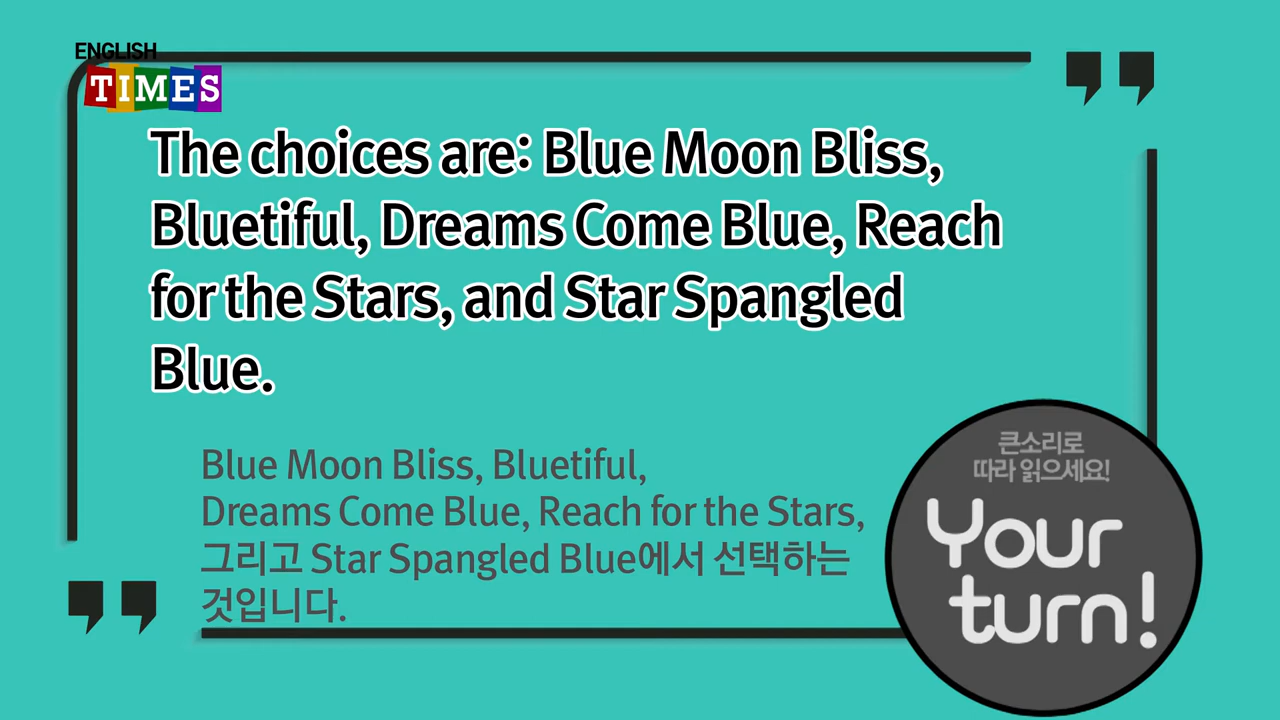 ENGLISH
TIMES
The choices are: Blue Moon Bliss,
Bluetiful, Dreams Come Blue, Reach
for the Stars, and Star Spangled
Blue.
Blue Moon Bliss, Bluetiful,
Dreams Come Blue, Reach for the Stars,
그리고 Star Spangled Blue에서 선택하는
것입니다.
큰소리로
따라 읽으세요!
Your
turn!